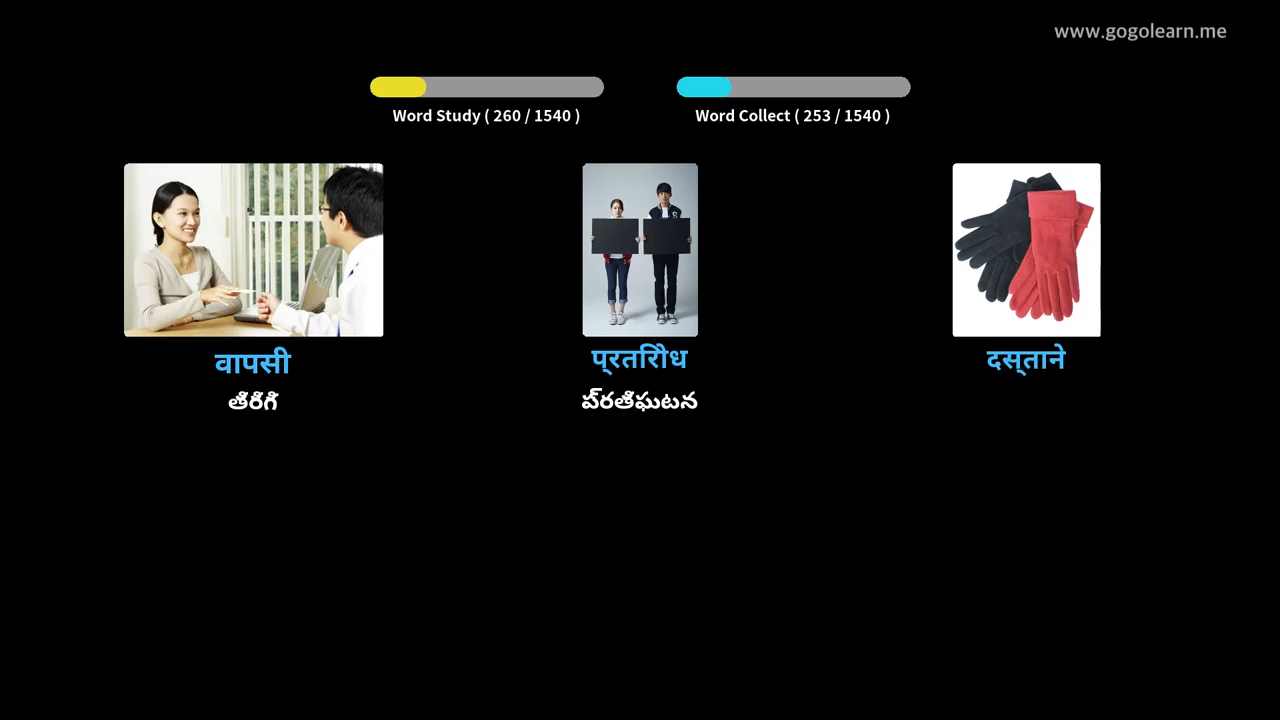 www.gogolearn.me
Word Study ( 260 / 1540 )
Word Collect ( 253 / 1540 )
वापसी
प्रतिरोध
दस्ताने
తిరిగి
ప్రతిఘటన